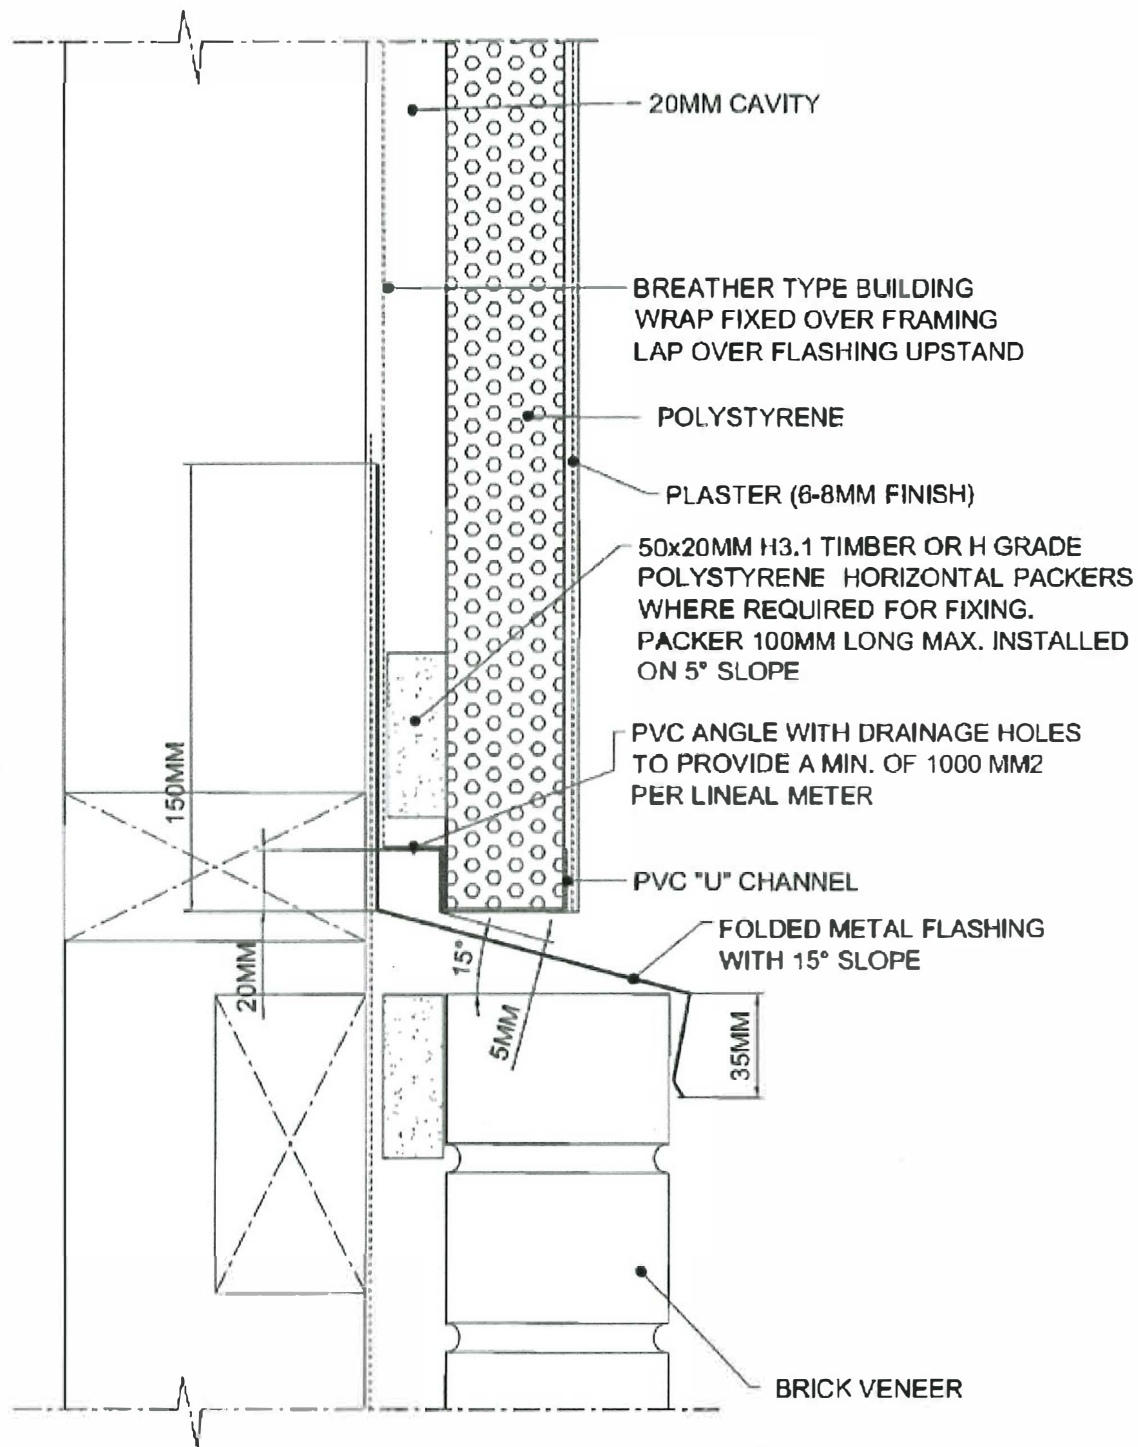 20MM CAVITY
BREATHER TYPE BUILDING
WRAP FIXED OVER FRAMING
LAP OVER FLASHING UPSTAND
POLYSTYRENE
PLASTER (6-8MM FINISH)
50x20MM H3.1 TIMBER OR H GRADE
POLYSTYRENE HORIZONTAL PACKERS
WHERE REQUIRED FOR FIXING.
PACKER 100MM LONG MAX. INSTALLED
ON 5° SLOPE
PVC ANGLE WITH DRAINAGE HOLES
TO PROVIDE A MIN. OF 1000 MM2
PER LINEAL METER
150MM
PVC "U" CHANNEL
FOLDED METAL FLASHING
WITH 15° SLOPE
15°
20MM
5MM
35MM
BRICK VENEER